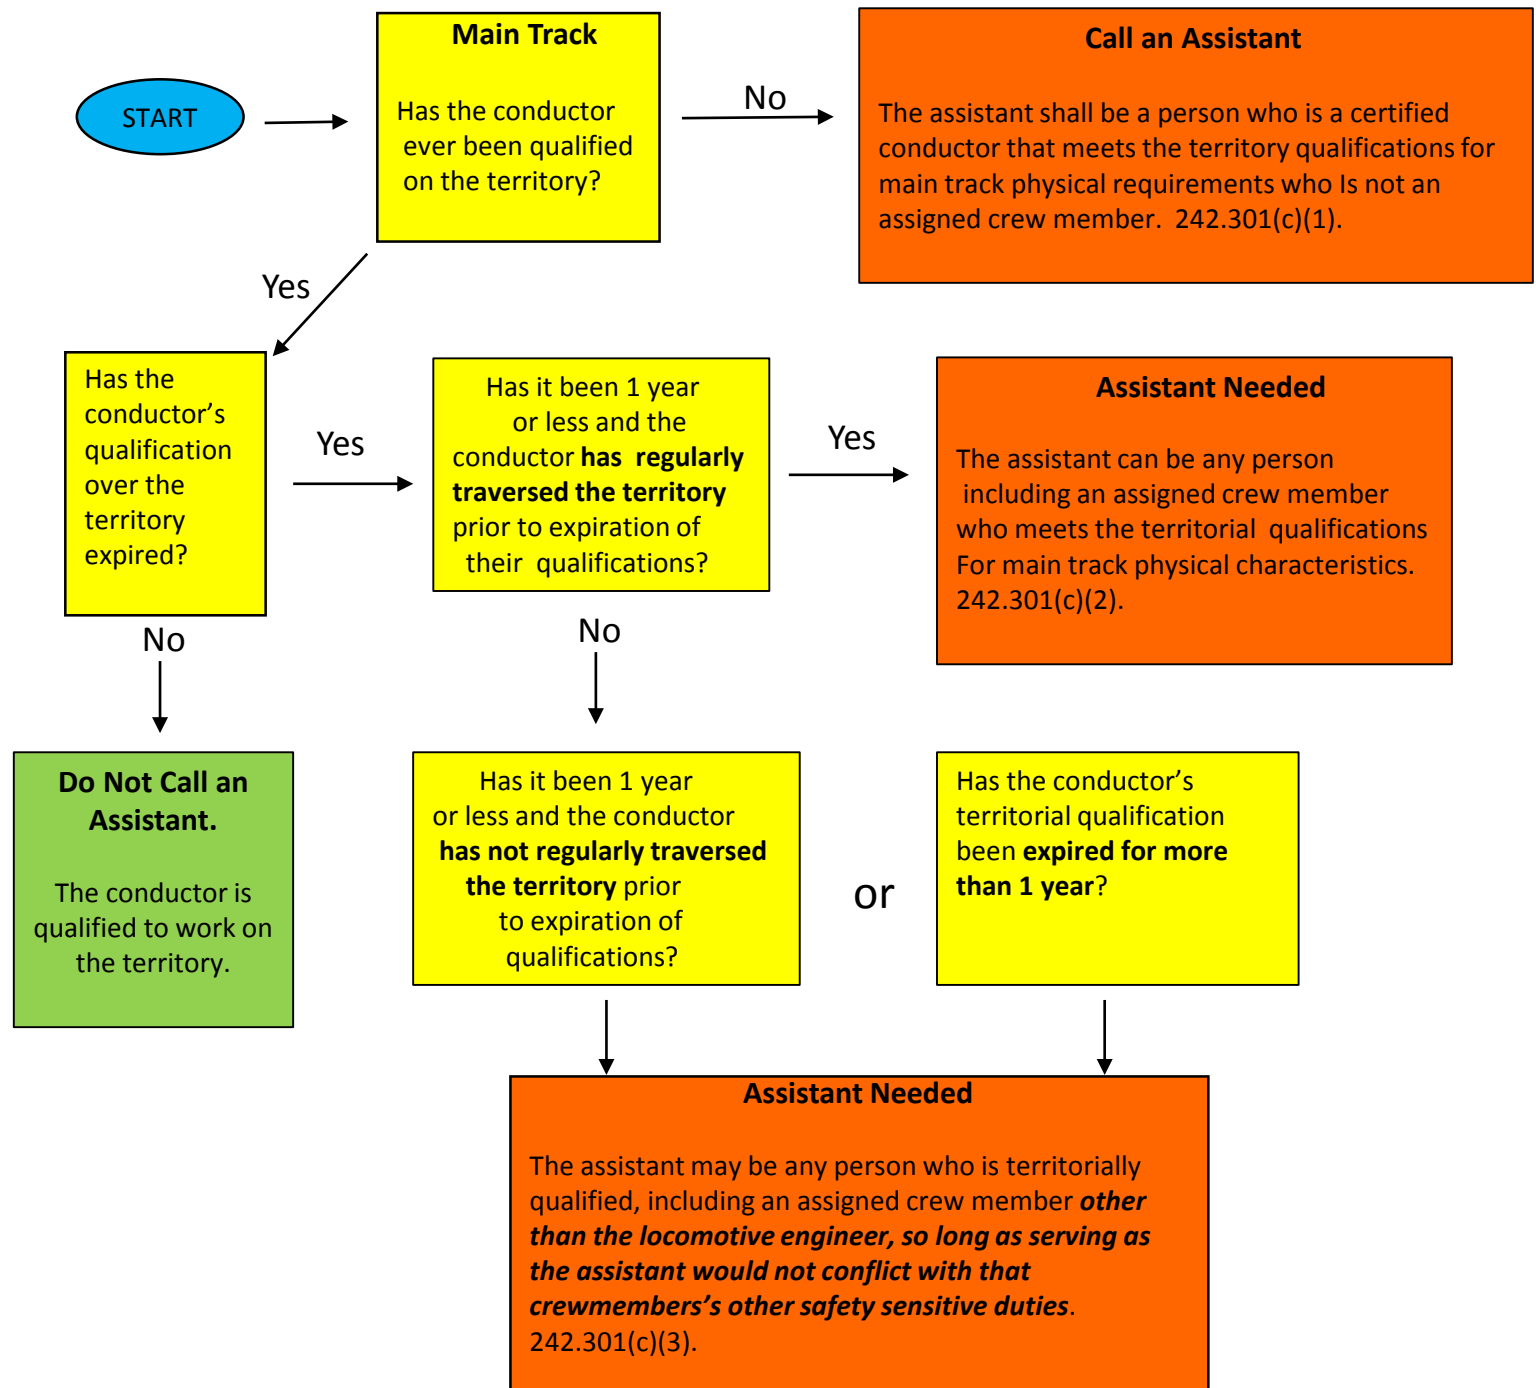 START
Main Track
Has the conductor
ever been qualified
on the territory?
No
Call an Assistant
The assistant shall be a person who is a certified
conductor that meets the territory qualifications for
main track physical requirements who Is not an
assigned crew member.  242.301(c)(1).
Yes
Has the
conductor's
qualification
over the
territory
expired?
Yes
Has it been 1 year
or less and the
conductor has  regularly
traversed the territory
prior to expiration of
their  qualifications?
Yes
Assistant Needed
The assistant can be any person
including an assigned crew member
who meets the territorial  qualifications
For main track physical characteristics.
242.301(c)(2).
No
No
Do Not Call an
Assistant.
The conductor is
qualified to work on
the territory.
Has it been 1 year
or less and the conductor
has not regularly traversed
the territory prior
to expiration of
qualifications?
or
Has the conductor's
territorial qualification
been expired for more
than 1 year?
Assistant Needed
The assistant may be any person who is territorially
qualified, including an assigned crew member other
than the locomotive engineer, so long as serving as
the assistant would not conflict with that
crewmembers's other safety sensitive duties.
242.301(c)(3).